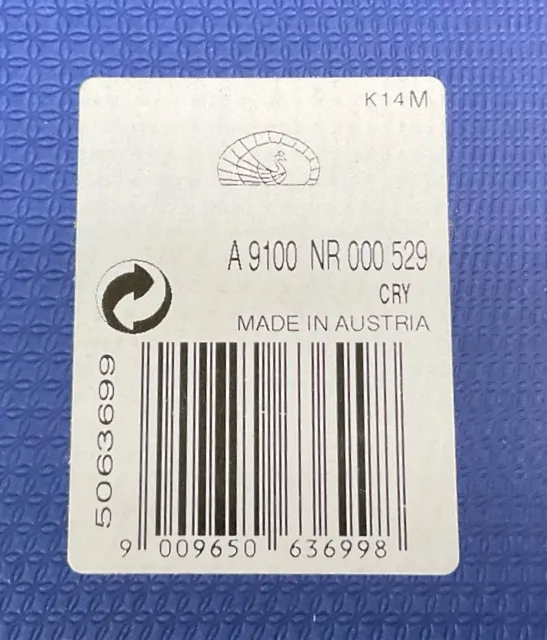 K14M
A 9100 NR 000 529
CRY
MADE IN AUSTRIA
5063699
9 009650 636998